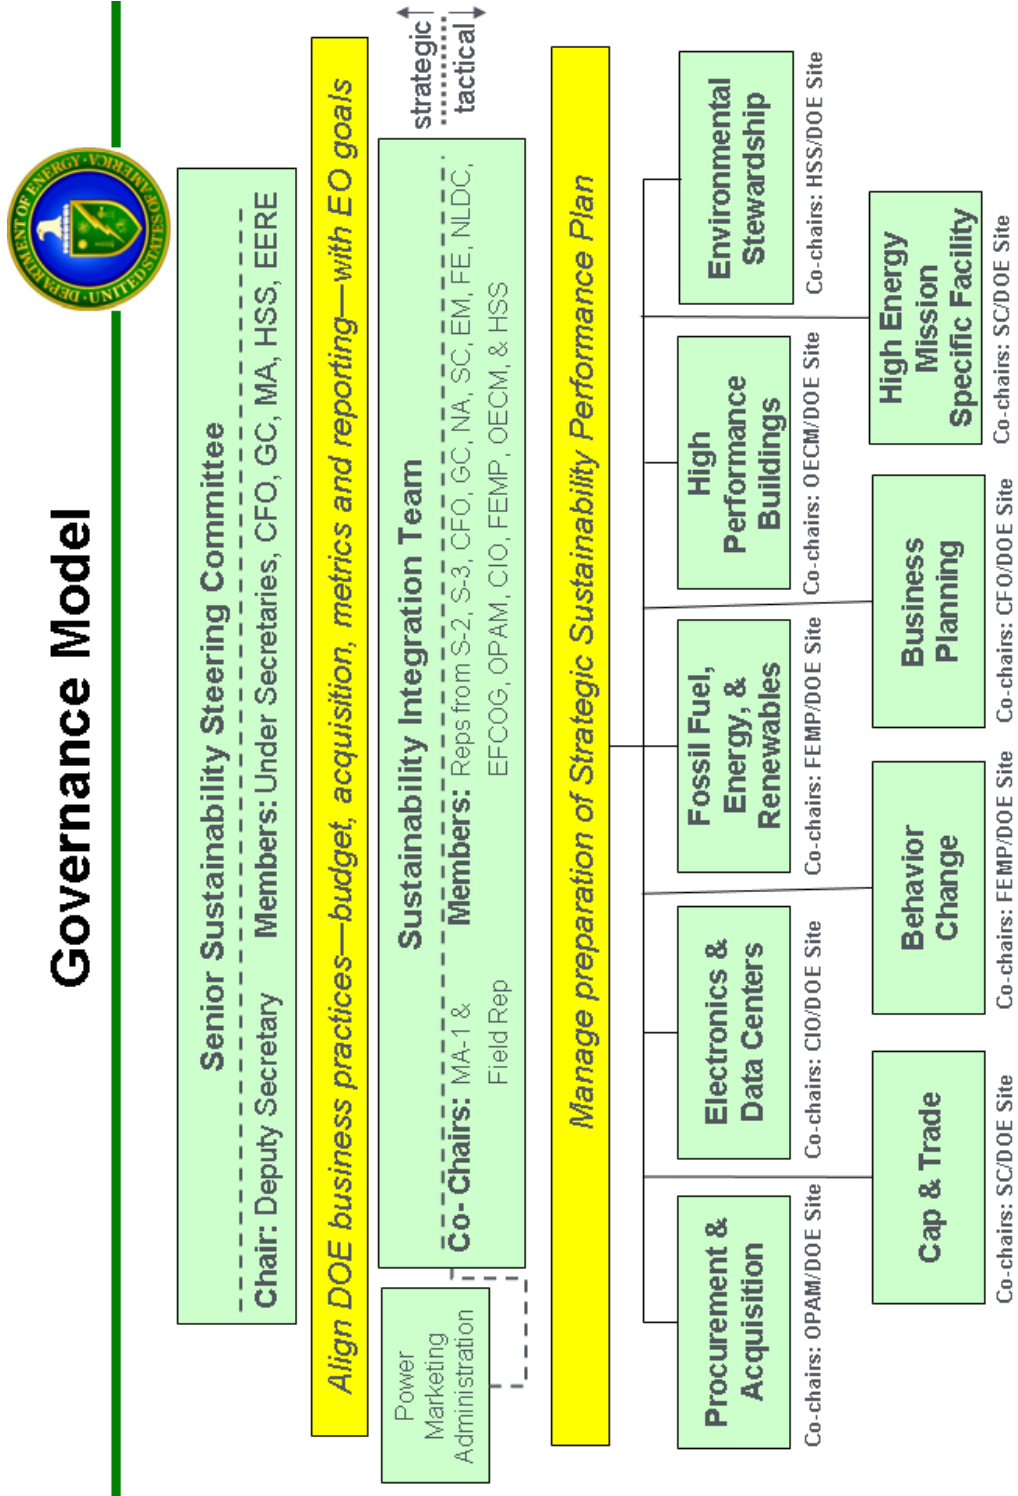 Governance Model
DEPARTMENT OF ENERGY • UNITED STATES OF AMERICA •
Senior Sustainability Steering Committee
Chair: Deputy Secretary Members: Under Secretaries, CFO, GC, MA, HSS, EERE
Align DOE business practices—budget, acquisition, metrics and reporting—with EO goals
strategic
tactical
Power
Marketing
Administration
Sustainability Integration Team
Co- Chairs: MA-1 & Members: Reps from S-2, S-3, CFO, GC, NA, SC, EM, FE, NLDC,
Field Rep EFCOG, OPAM, CIO, FEMP, OECM, & HSS
Manage preparation of Strategic Sustainability Performance Plan
Procurement &
Acquisition
Co-chairs: OPAM/DOE Site
Electronics &
Data Centers
Co-chairs: CIO/DOE Site
Fossil Fuel,
Energy, &
Renewables
Co-chairs: FEMP/DOE Site
High
Performance
Buildings
Co-chairs: OECM/DOE Site
Environmental
Stewardship
Co-chairs: HSS/DOE Site
Cap & Trade
Co-chairs: SC/DOE Site
Behavior
Change
Co-chairs: FEMP/DOE Site
Business
Planning
Co-chairs: CFO/DOE Site
High Energy
Mission
Specific Facility
Co-chairs: SC/DOE Site